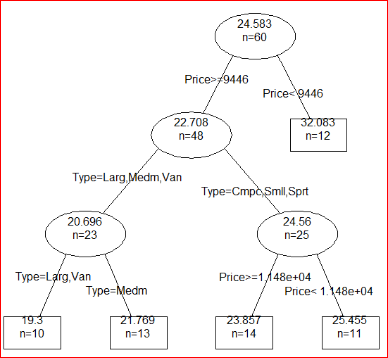 24.583
n=60
Price>=9446
Price< 9446
22.708
n=48
32.083
n=12
Type=Larg,Medm,Van
Type=Cmpc,Smll,Sprt
20.696
n=23
24.56
n=25
Type=Larg,Van
Type=Medm
Price>=1.148e+04
Price< 1.148e+04
19.3
n=10
21.769
n=13
23.857
n=14
25.455
n=11